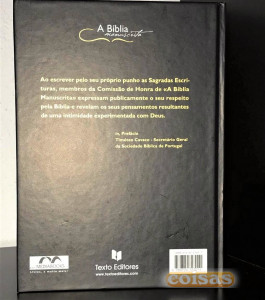 A Bíblia
manuscrita
Ao escrever pelo seu próprio punho as Sagradas Escri-
turas, membros da Comissão de Honra de «A Bíblia
Manuscrita» expressam publicamente o seu respeito
pela Bíblia e revelam os seus pensamentos resultantes
de uma intimidade experimentada com Deus.
Prefácio
Timóteo Cavaco - Secretário Geral
da Sociedade Bíblica de Portugal
Texto Editores
www.textoeditores.com
coisas